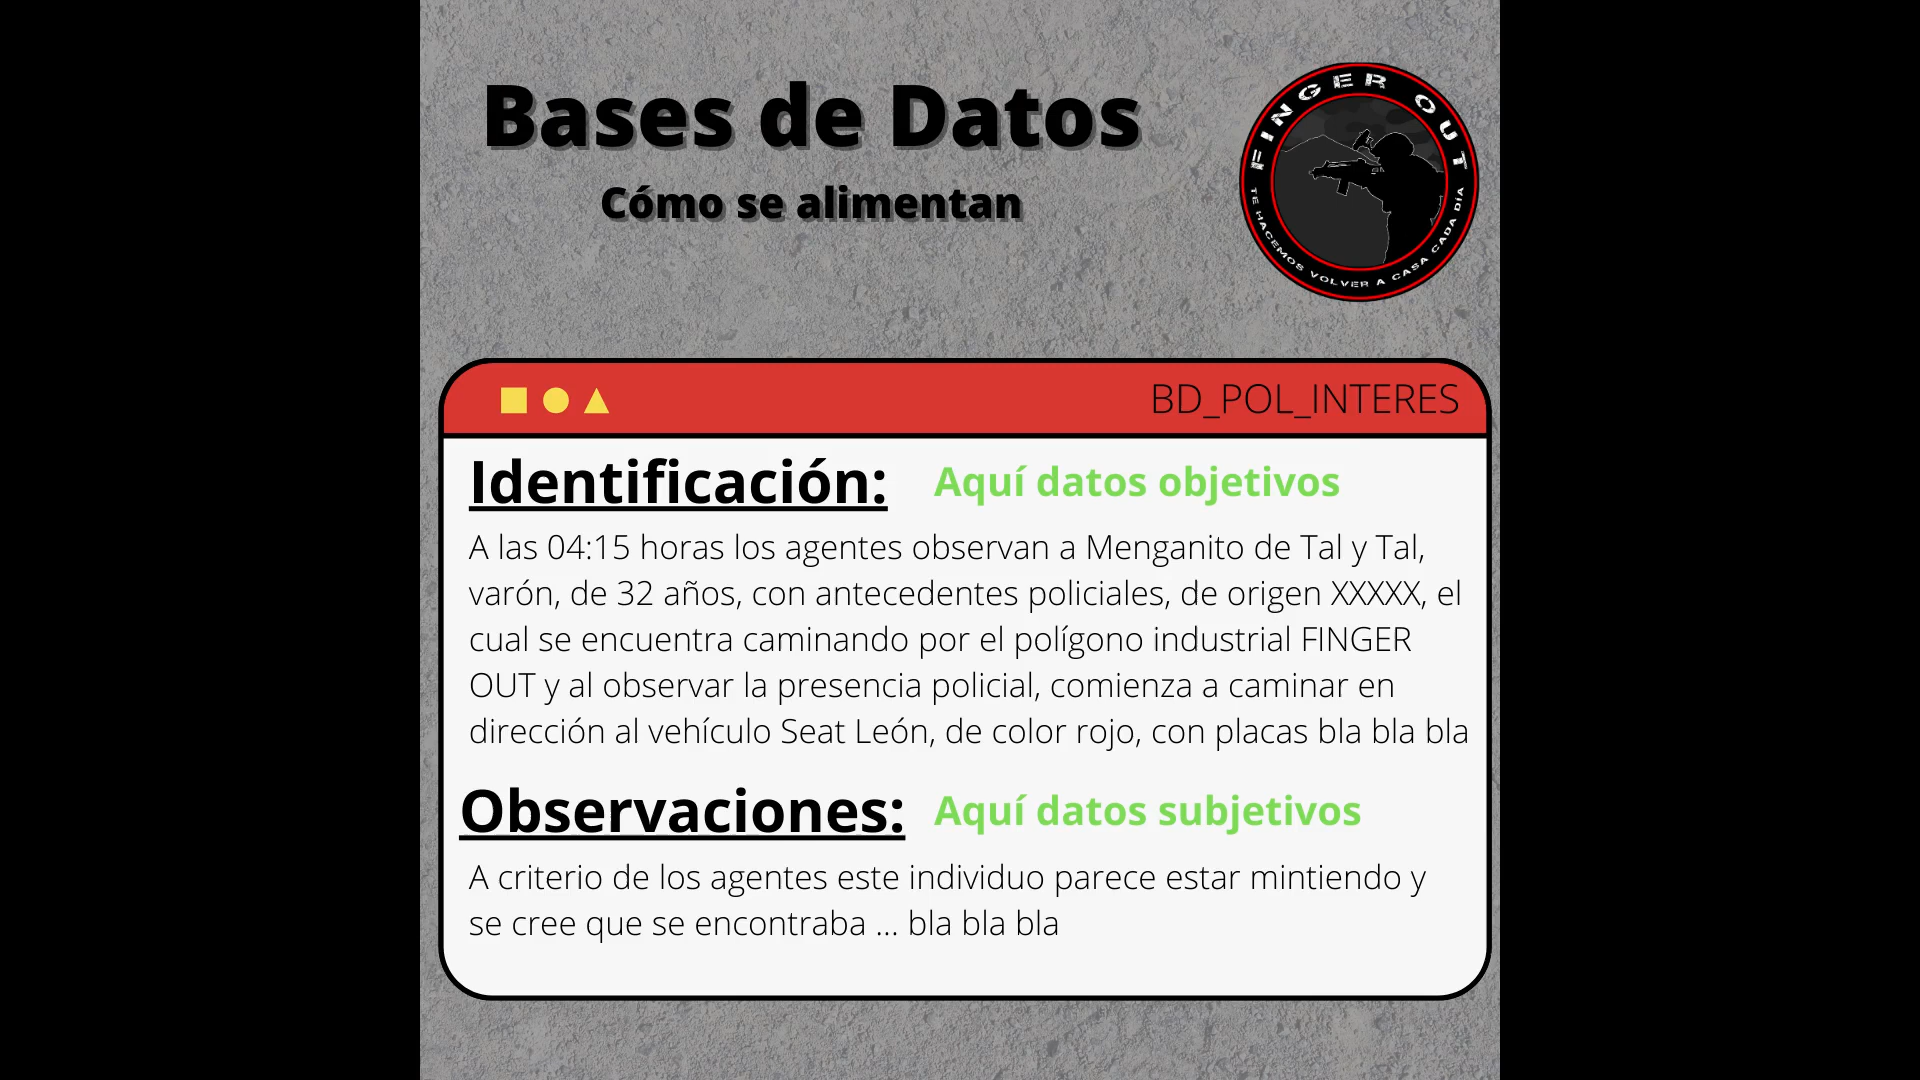 Bases de Datos
Cómo se alimentan
FINGER OUT
TE HACEMOS VOLVER A CASA CADA DÍA
BD_POL_INTERES
Identificación: Aquí datos objetivos
A las 04:15 horas los agentes observan a Menganito de Tal y Tal,
varón, de 32 años, con antecedentes policiales, de origen XXXXX, el
cual se encuentra caminando por el polígono industrial FINGER
OUT y al observar la presencia policial, comienza a caminar en
dirección al vehículo Seat León, de color rojo, con placas bla bla bla
Observaciones: Aquí datos subjetivos
A criterio de los agentes este individuo parece estar mintiendo y
se cree que se encontraba ... bla bla bla